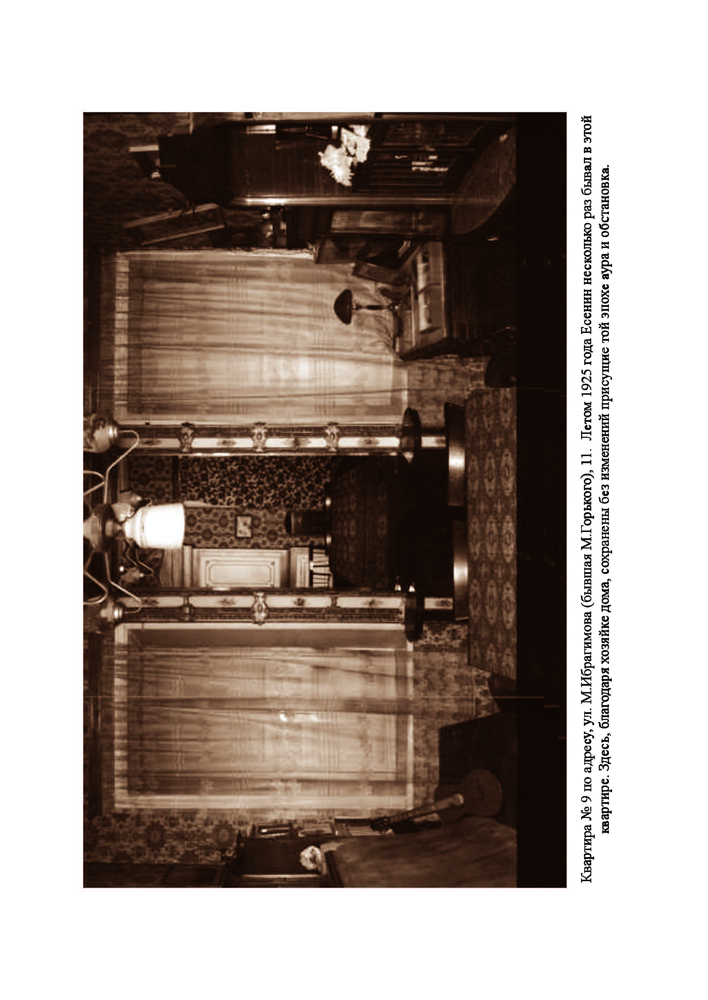 Квартира № 9 по адресу, ул. М.Ибрагимова (бывшая М.Горького), 11. Летом 1925 года Есенин несколько раз бывал в этой
квартире. Здесь, благодаря хозяйке дома, сохранены без изменений присущие той эпохе аура и обстановка.